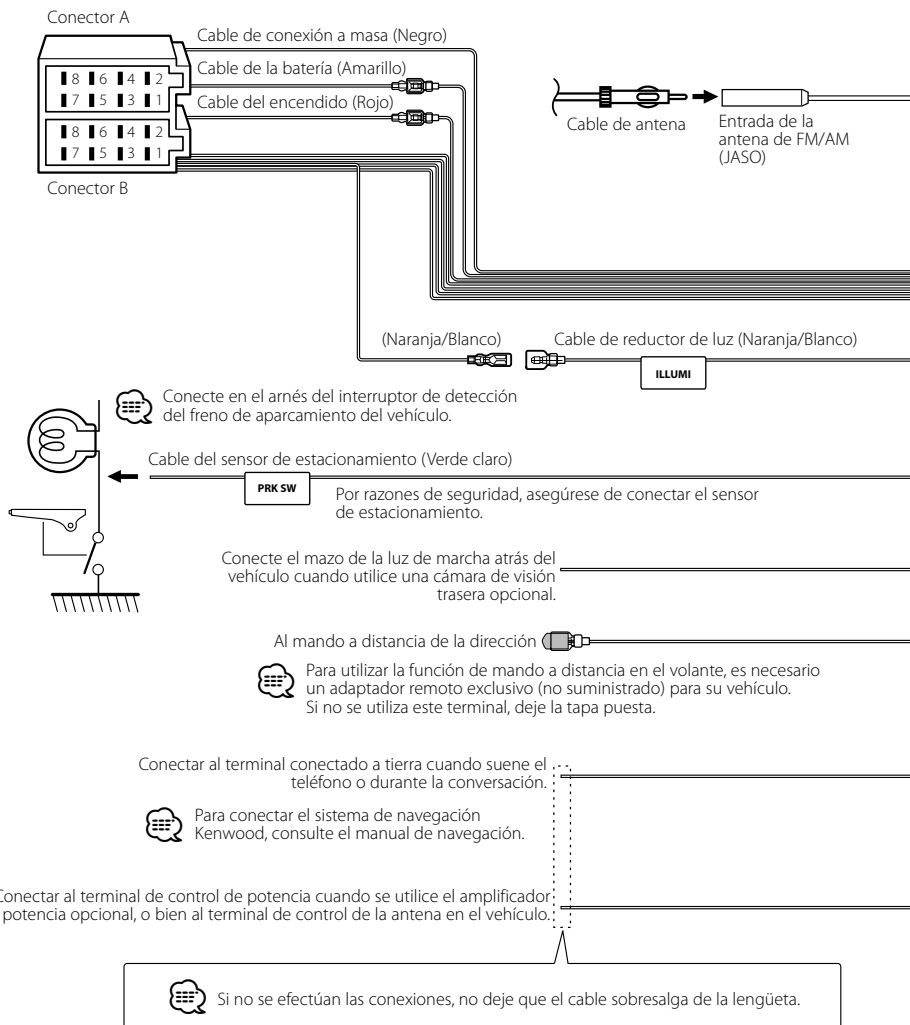 Conector A
Cable de conexión a masa (Negro)
Cable de la batería (Amarillo)
Cable del encendido (Rojo)
8 6 4 2
7 5 3 1
8 6 4 2
7 5 3 1
Conector B
Cable de antena
Entrada de la
antena de FM/AM
(JASO)
(Naranja/Blanco)
Cable de reductor de luz (Naranja/Blanco)
ILLUMI
Conecte en el arnés del interruptor de detección
del freno de aparcamiento del vehículo.
Cable del sensor de estacionamiento (Verde claro)
PRK SW
Por razones de seguridad, asegúrese de conectar el sensor
de estacionamiento.
Conecte el mazo de la luz de marcha atrás del
vehículo cuando utilice una cámara de visión
trasera opcional.
Al mando a distancia de la dirección
Para utilizar la función de mando a distancia en el volante, es necesario
un adaptador remoto exclusivo (no suministrado) para su vehículo.
Si no se utiliza este terminal, deje la tapa puesta.
Conectar al terminal conectado a tierra cuando suene el
teléfono o durante la conversación.
Para conectar el sistema de navegación
Kenwood, consulte el manual de navegación.
Conectar al terminal de control de potencia cuando se utilice el amplificador
potencia opcional, o bien al terminal de control de la antena en el vehículo.
Si no se efectúan las conexiones, no deje que el cable sobresalga de la lengüeta.